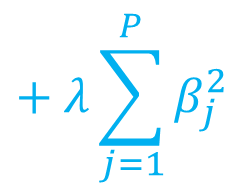 + λ ∑_{j=1}^{P} β_j^2